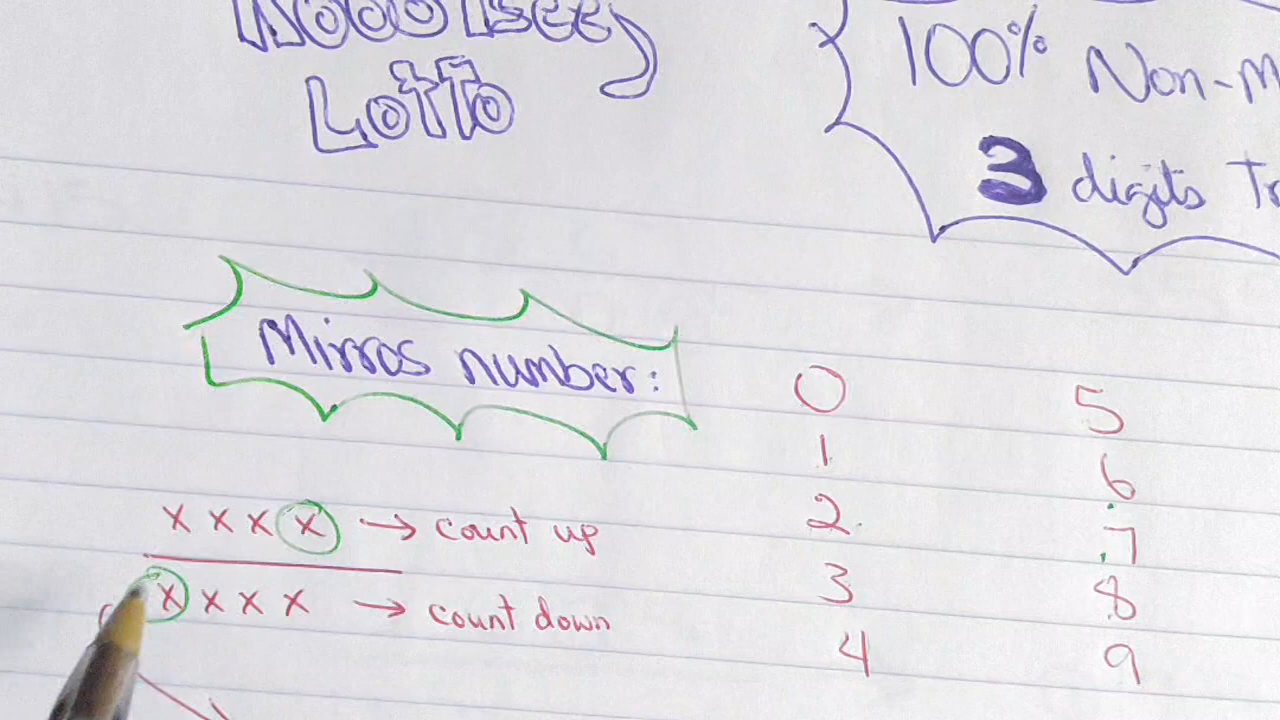 Lotto
100% Non-M
3 digits Tr
Mirros number:
0 5
1 6
2 7
3 8
4 9
x x x x → count up
x x x x → count down